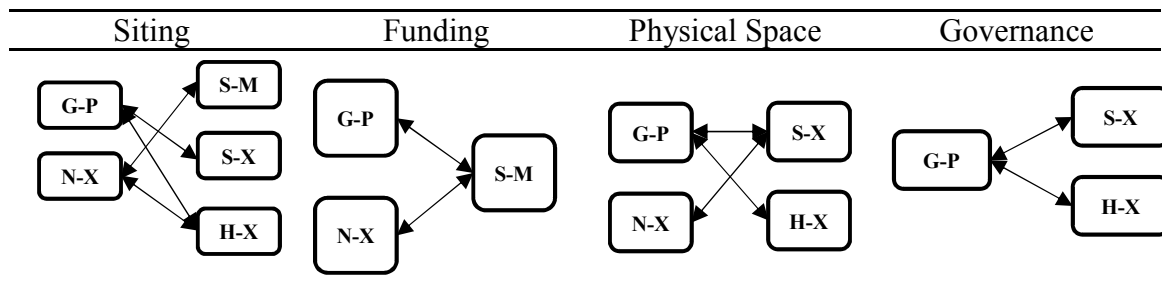 Siting Funding Physical Space Governance
S-M
G-P
S-X
N-X
H-X
G-P
S-M
N-X
G-P S-X
N-X H-X
S-X
G-P
H-X